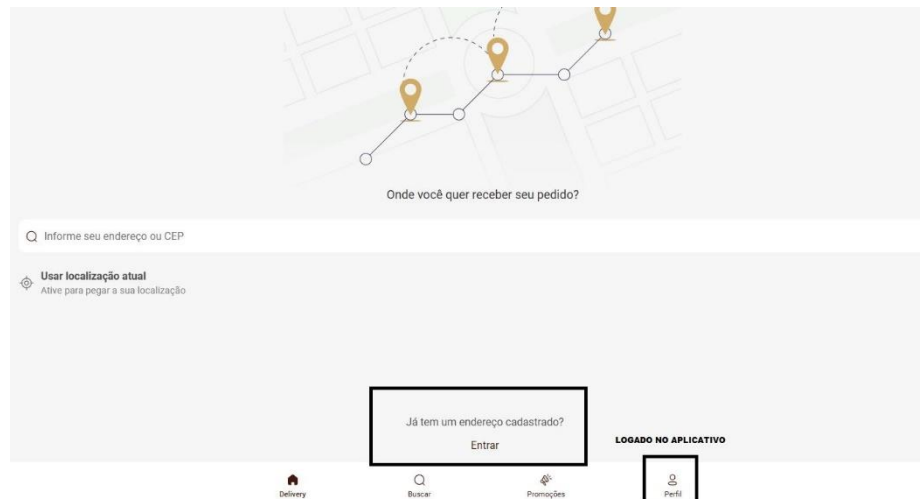 Onde você quer receber seu pedido?
Informe seu endereço ou CEP
Usar localização atual
Ative para pegar a sua localização
Já tem um endereço cadastrado?
Entrar
LOGADO NO APLICATIVO
Delivery
Buscar
Promoções
Perfil